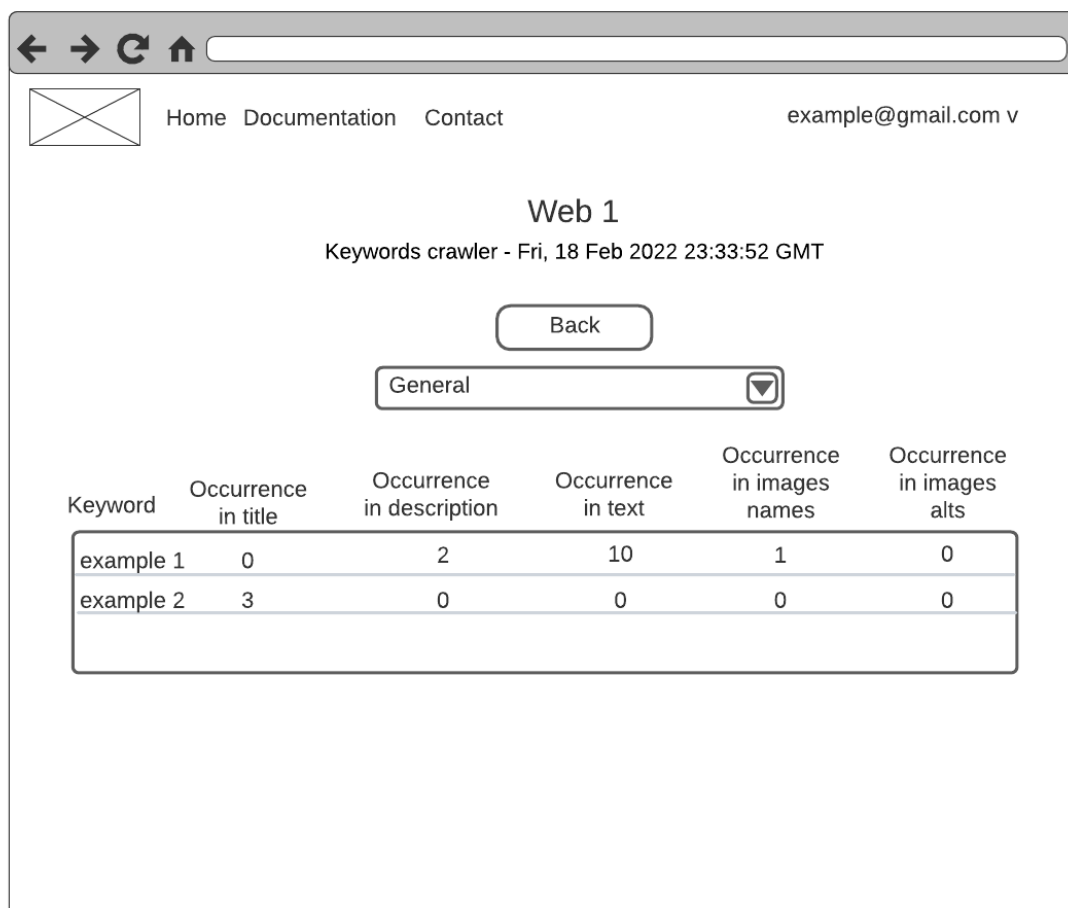 Home Documentation Contact example@gmail.com v
Web 1
Keywords crawler - Fri, 18 Feb 2022 23:33:52 GMT
Back
General
Keyword
Occurrence
in title
Occurrence
in description
Occurrence
in text
Occurrence
in images
names
Occurrence
in images
alts
example 1 0 2 10 1 0
example 2 3 0 0 0 0